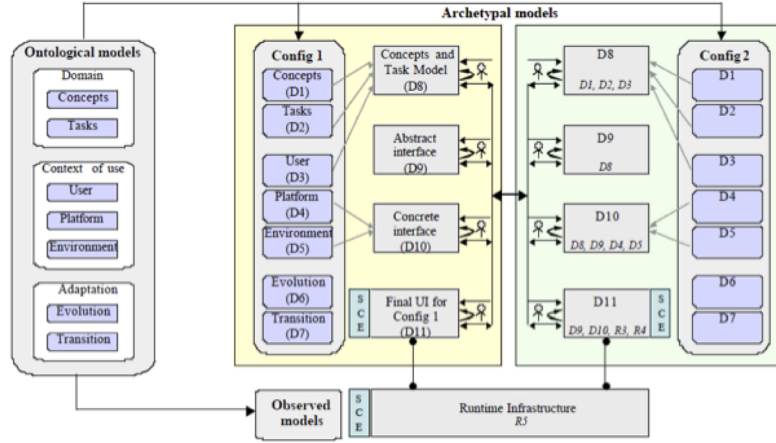 Archetypal models
Ontological models
Domain
Concepts
Tasks
Context of use
User
Platform
Environment
Adaptation
Evolution
Transition
Config 1
Concepts
(D1)
Tasks
(D2)
User
(D3)
Platform
(D4)
Environment
(D5)
Evolution
(D6)
Transition
(D7)
Concepts and
Task Model
(D8)
Abstract
interface
(D9)
Concrete
interface
(D10)
S
C
E
Final UI for
Config 1
(D11)
D8
D1, D2, D3
D9
D8
D10
D8, D9, D4, D5
D11
D9, D10, R3, R4
S
C
E
Config 2
D1
D2
D3
D4
D5
D6
D7
Observed
models
S
C
E
Runtime Infrastructure
R5